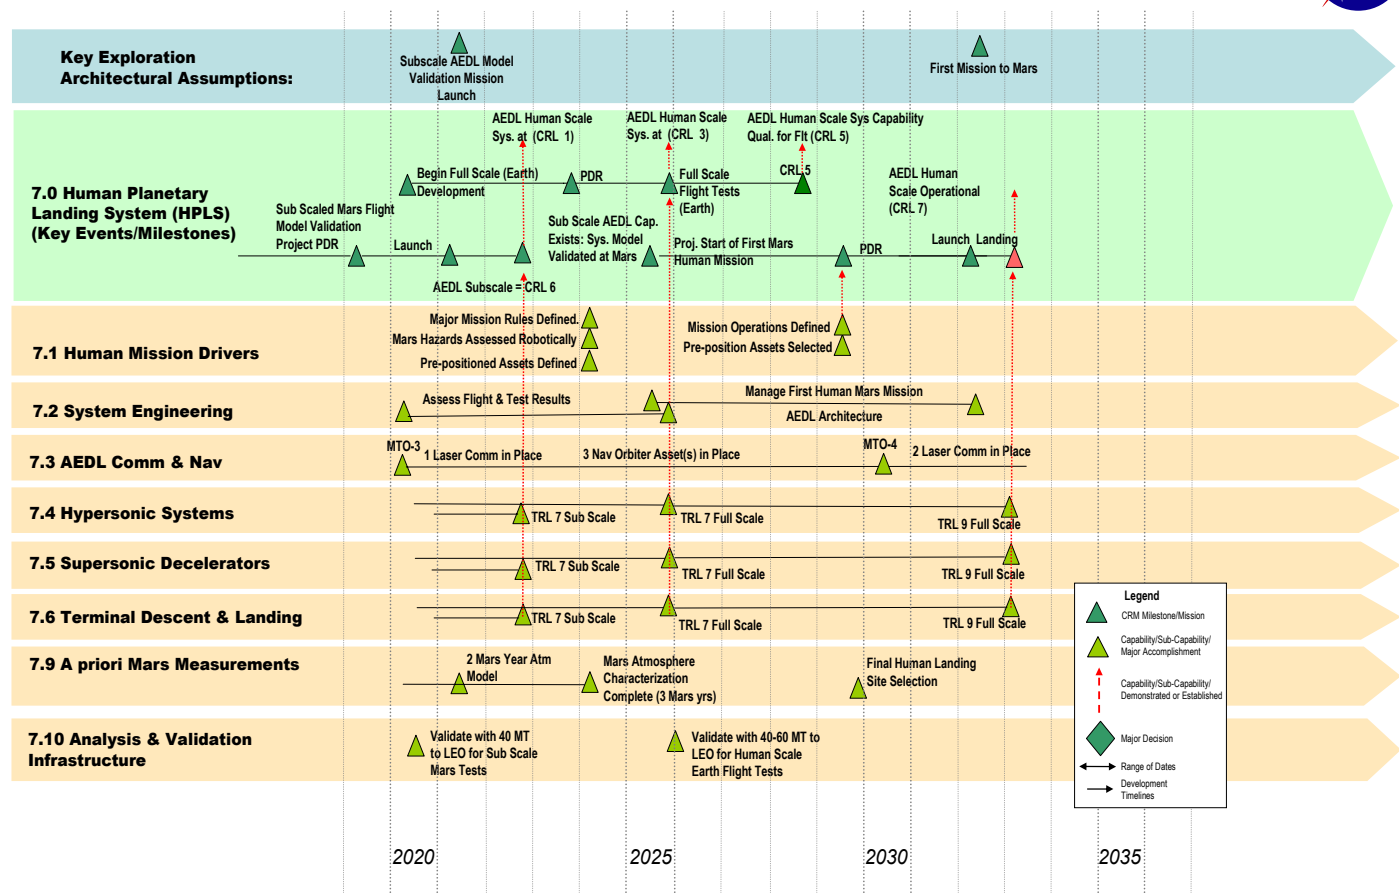 Key Exploration
Architectural Assumptions:
Subscale AEDL Model
Validation Mission
Launch
First Mission to Mars
7.0 Human Planetary
Landing System (HPLS)
(Key Events/Milestones)
AEDL Human Scale
Sys. at (CRL 1)
AEDL Human Scale
Sys. at (CRL 3)
AEDL Human Scale Sys Capability
Qual. for Flt (CRL 5)
Begin Full Scale (Earth)
Development
PDR
Full Scale
Flight Tests
(Earth)
CRL 5
AEDL Human
Scale Operational
(CRL 7)
Sub Scaled Mars Flight
Model Validation
Project PDR
Launch
Sub Scale AEDL Cap.
Exists: Sys. Model
Validated at Mars
Proj. Start of First Mars
Human Mission
PDR
Launch
Landing
AEDL Subscale = CRL 6
7.1 Human Mission Drivers
Major Mission Rules Defined.
Mars Hazards Assessed Robotically
Pre-positioned Assets Defined
Mission Operations Defined
Pre-position Assets Selected
7.2 System Engineering
Assess Flight & Test Results
Manage First Human Mars Mission
AEDL Architecture
7.3 AEDL Comm & Nav
MTO-3
1 Laser Comm in Place
3 Nav Orbiter Asset(s) in Place
MTO-4
2 Laser Comm in Place
7.4 Hypersonic Systems
TRL 7 Sub Scale
TRL 7 Full Scale
TRL 9 Full Scale
7.5 Supersonic Decelerators
TRL 7 Sub Scale
TRL 7 Full Scale
TRL 9 Full Scale
7.6 Terminal Descent & Landing
TRL 7 Sub Scale
TRL 7 Full Scale
TRL 9 Full Scale
7.9 A priori Mars Measurements
2 Mars Year Atm
Model
Mars Atmosphere
Characterization
Complete (3 Mars yrs)
Final Human Landing
Site Selection
7.10 Analysis & Validation
Infrastructure
Validate with 40 MT
to LEO for Sub Scale
Mars Tests
Validate with 40-60 MT to
LEO for Human Scale
Earth Flight Tests
Legend
CRM Milestone/Mission
Capability/Sub-Capability/
Major Accomplishment
Capability/Sub-Capability/
Demonstrated or Established
Major Decision
Range of Dates
Development
Timelines
2020
2025
2030
2035